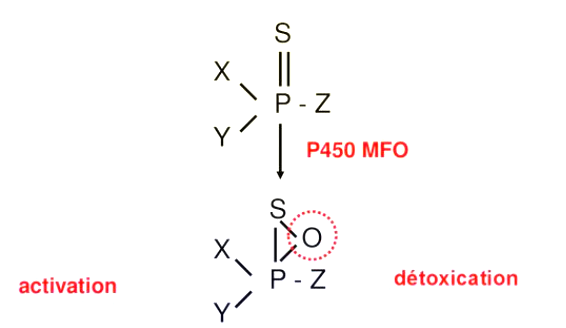 S
X
P - Z
Y
P450 MFO
S
O
X
P - Z
activation
détoxication
Y